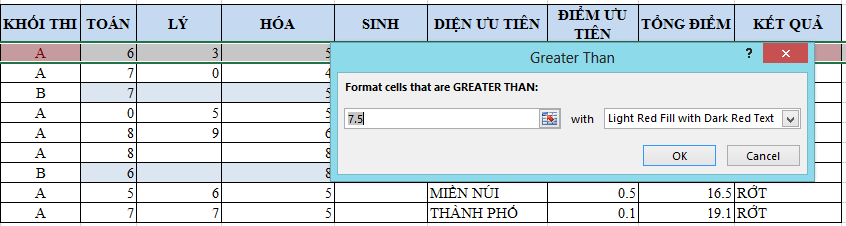 KHỐI THI TOÁN LÝ HÓA SINH DIỆN ƯU TIÊN ĐIỂM ƯU TIÊN TỔNG ĐIỂM KẾT QUẢ
A 6 3 5
A 7 0 4
B 7 5
A 0 5 5
A 8 9 6
A 8 8
B 6 8
A 5 6 5 MIỀN NÚI 0.5 16.5 RỚT
A 7 7 5 THÀNH PHỐ 0.1 19.1 RỚT
Greater Than
? ×
Format cells that are GREATER THAN:
7.5 with Light Red Fill with Dark Red Text
OK Cancel